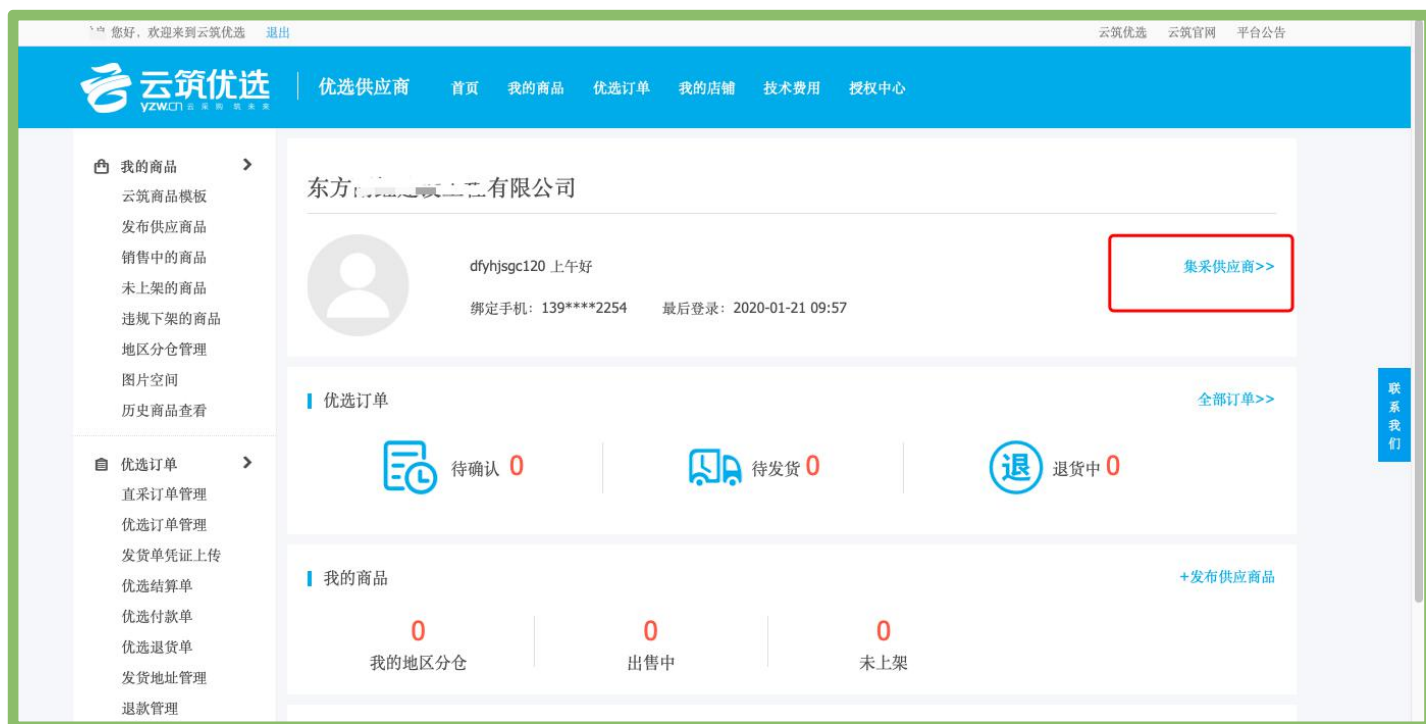 您好，欢迎来到云筑优选 退出 云筑优选 云筑官网 平台公告
云筑优选 优选供应商 首页 我的商品 优选订单 我的店铺 技术费用 授权中心
yzw.cn 云采购 筑未来
我的商品
云筑商品模板
发布供应商品
销售中的商品
未上架的商品
违规下架的商品
地区分仓管理
图片空间
历史商品查看
优选订单
直采订单管理
优选订单管理
发货单凭证上传
优选结算单
优选付款单
优选退货单
发货地址管理
退款管理
东方 有限公司
dfyhjsgc120 上午好
集采供应商>>
绑定手机：139****2254 最后登录：2020-01-21 09:57
优选订单 全部订单>>
待确认 0 待发货 0 退 退货中 0
我的商品 +发布供应商品
0 0 0
我的地区分仓 出售中 未上架
联系我们